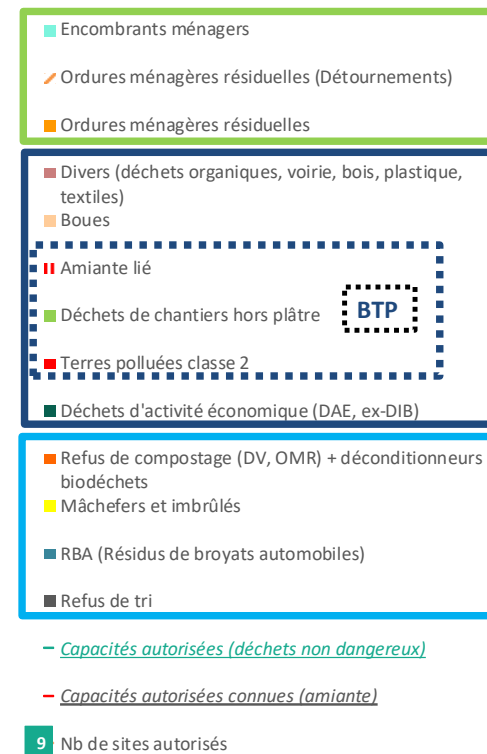 Encombrants ménagers
Ordures ménagères résiduelles (Détournements)
Ordures ménagères résiduelles
Divers (déchets organiques, voirie, bois, plastique,
textiles)
Boues
Amiante lié
Déchets de chantiers hors plâtre
BTP
Terres polluées classe 2
Déchets d'activité économique (DAE, ex-DIB)
Refus de compostage (DV, OMR) + déconditionneurs
biodéchets
Mâchefers et imbrûlés
RBA (Résidus de broyats automobiles)
Refus de tri
Capacités autorisées (déchets non dangereux)
Capacités autorisées connues (amiante)
9 Nb de sites autorisés